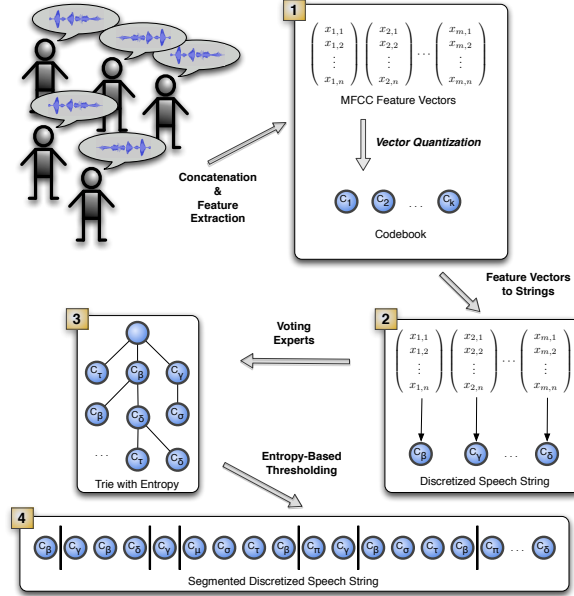 1
x1,1 x2,1 xm,2
x1,2 x2,2 ··· xm,2
⋮ ⋮ ⋮
x1,n x2,n xm,n
MFCC Feature Vectors
Vector Quantization
C1 C2 ... Ck
Codebook
Concatenation
&
Feature
Extraction
Feature Vectors
to Strings
2
x1,1 x2,1 xm,1
x1,2 x2,2 ··· xm,2
⋮ ⋮ ⋮
x1,n x2,n xm,n
Cβ Cγ ... Cδ
Discretized Speech String
Voting
Experts
3
Cτ Cβ Cγ
Cβ Cδ Cσ
... Cτ Cδ
Trie with Entropy
Entropy-Based
Thresholding
4
Cβ Cγ Cβ Cδ Cγ Cμ Cσ Cτ Cβ Cπ Cγ Cβ Cσ Cτ Cβ Cπ ... Cδ
Segmented Discretized Speech String